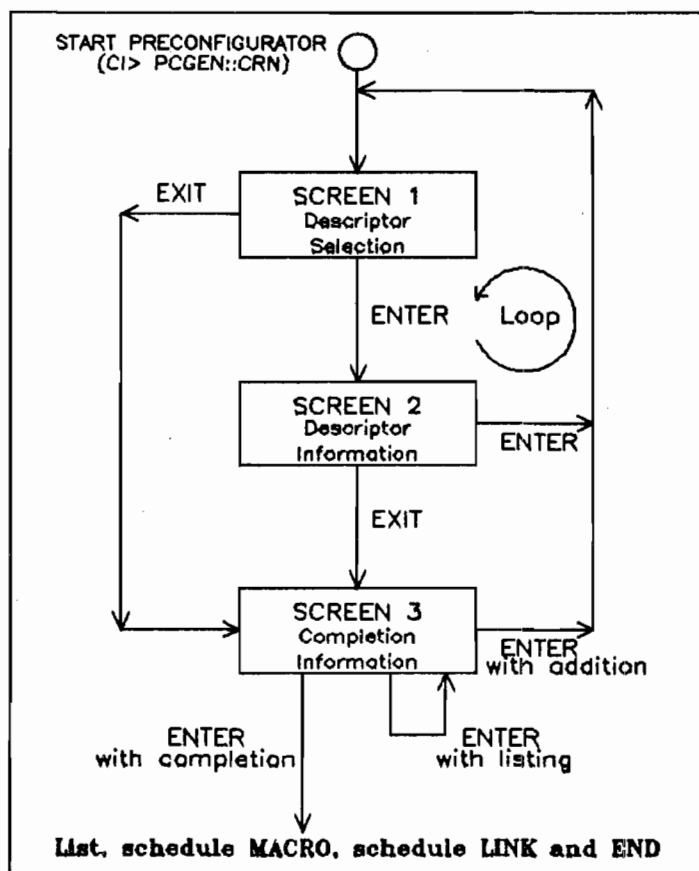 START PRECONFIGURATOR
(CI> PCGEN::CRN)
EXIT
SCREEN 1
Descriptor
Selection
ENTER
Loop
SCREEN 2
Descriptor
Information
ENTER
EXIT
SCREEN 3
Completion
Information
ENTER
with addition
ENTER
with completion
ENTER
with listing
List, schedule MACRO, schedule LINK and END